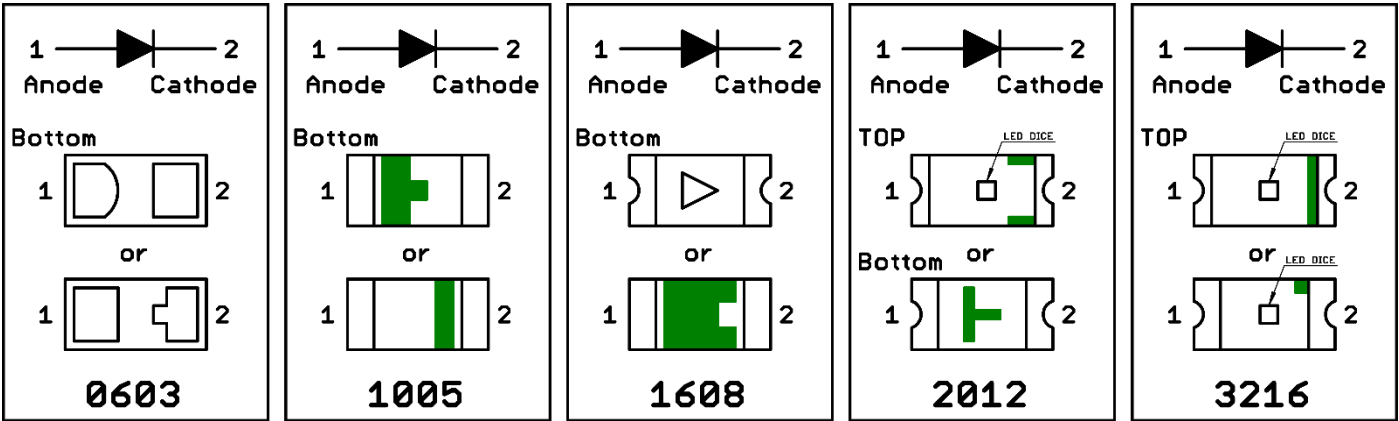 1 2
Anode Cathode
Bottom
1 2
or
1 2
0603
1 2
Anode Cathode
Bottom
1 2
or
1 2
1005
1 2
Anode Cathode
Bottom
1 2
or
1 2
1608
1 2
Anode Cathode
TOP
LED DICE
1 2
or
Bottom
1 2
2012
1 2
Anode Cathode
TOP
LED DICE
1 2
or
LED DICE
1 2
3216